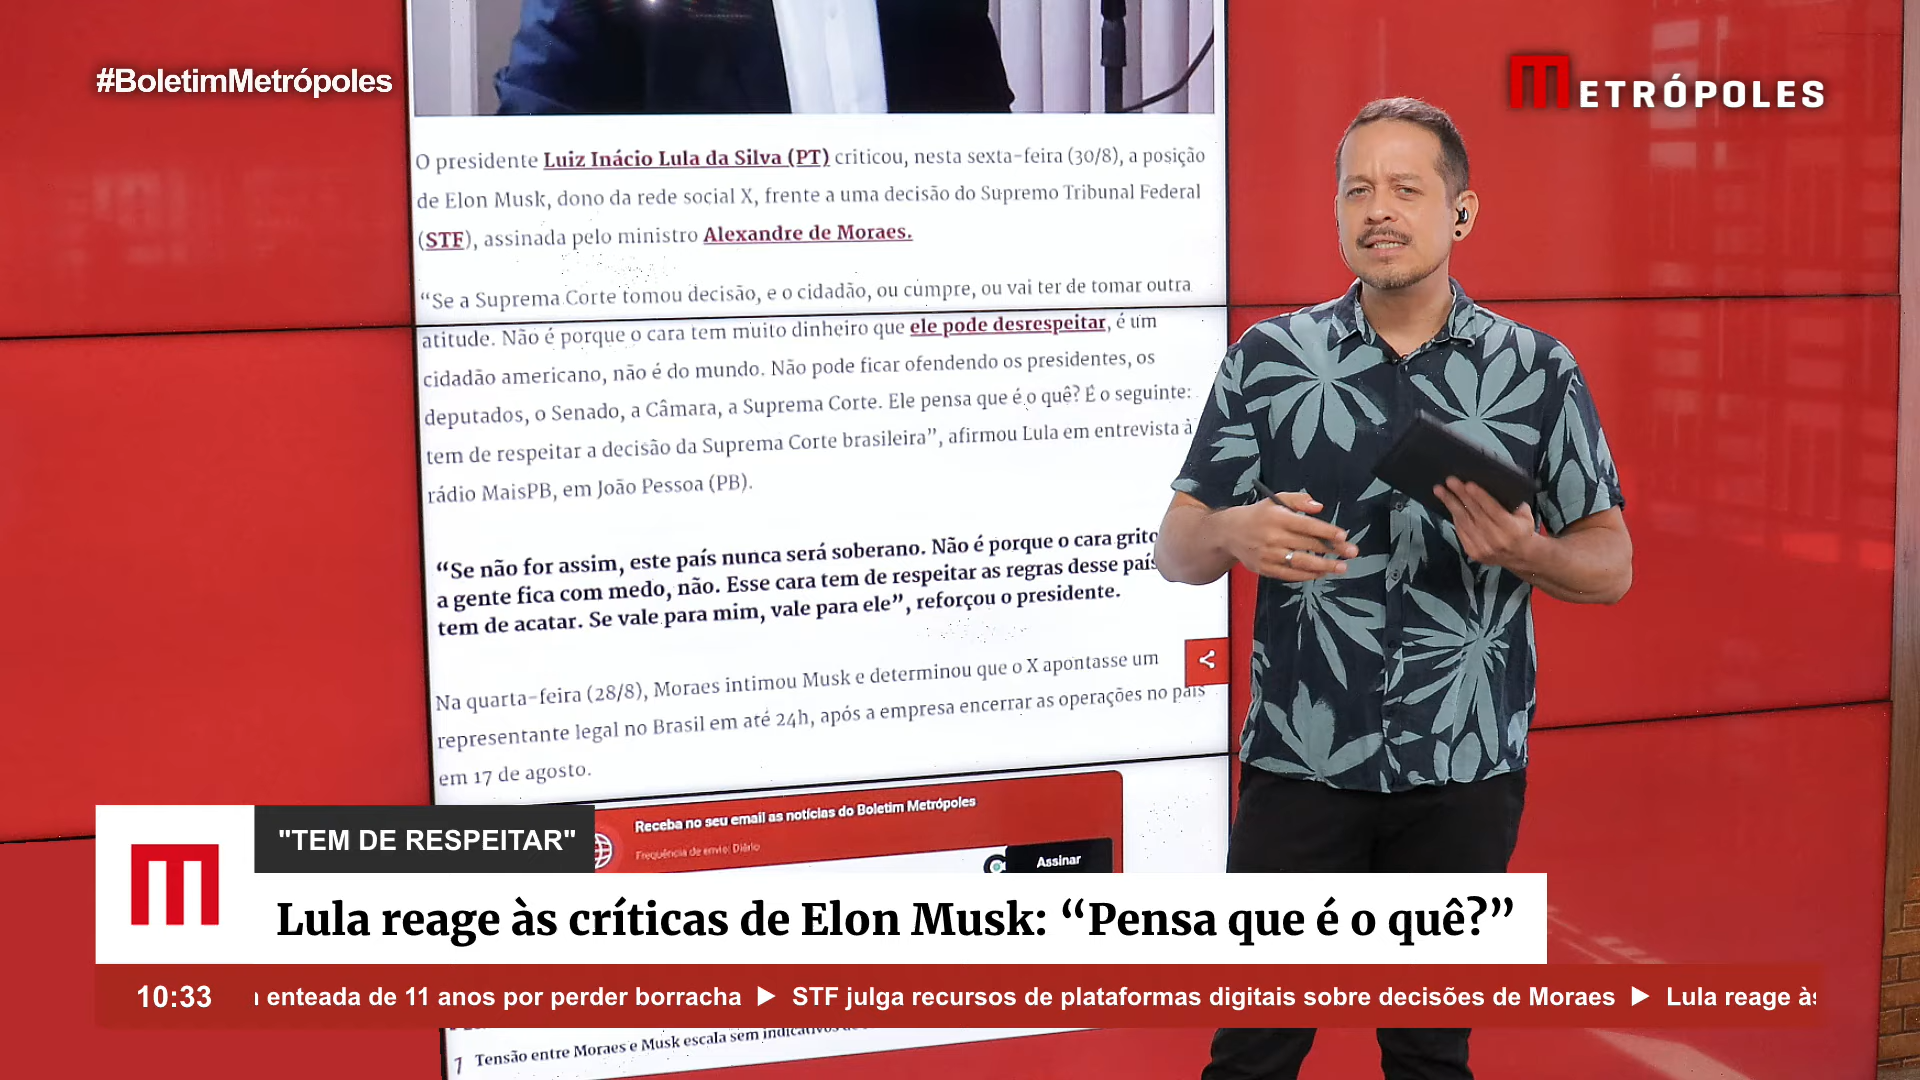 #BoletimMetrópoles
METRÓPOLES
O presidente Luiz Inácio Lula da Silva (PT) criticou, nesta sexta-feira (30/8), a posição
de Elon Musk, dono da rede social X, frente a uma decisão do Supremo Tribunal Federal
(STF), assinada pelo ministro Alexandre de Moraes.
“Se a Suprema Corte tomou decisão, e o cidadão, ou cumpre, ou vai ter de tomar outra
atitude. Não é porque o cara tem muito dinheiro que ele pode desrespeitar, é um
cidadão americano, não é do mundo. Não pode ficar ofendendo os presidentes, os
deputados, o Senado, a Câmara, a Suprema Corte. Ele pensa que é o quê? É o seguinte:
tem de respeitar a decisão da Suprema Corte brasileira”, afirmou Lula em entrevista à
rádio MaisPB, em João Pessoa (PB).
“Se não for assim, este país nunca será soberano. Não é porque o cara grito
a gente fica com medo, não. Esse cara tem de respeitar as regras desse país
tem de acatar. Se vale para mim, vale para ele”, reforçou o presidente.
Na quarta-feira (28/8), Moraes intimou Musk e determinou que o X apontasse um
representante legal no Brasil em até 24h, após a empresa encerrar as operações no país
em 17 de agosto.
Receba no seu email as notícias do Boletim Metrópoles
Frequência de envio: Diário
Assinar
"TEM DE RESPEITAR"
Lula reage às críticas de Elon Musk: “Pensa que é o quê?”
10:33 enteada de 11 anos por perder borracha ▶ STF julga recursos de plataformas digitais sobre decisões de Moraes ▶ Lula reage às
1 Tensão entre Moraes e Musk escala sem indicativos